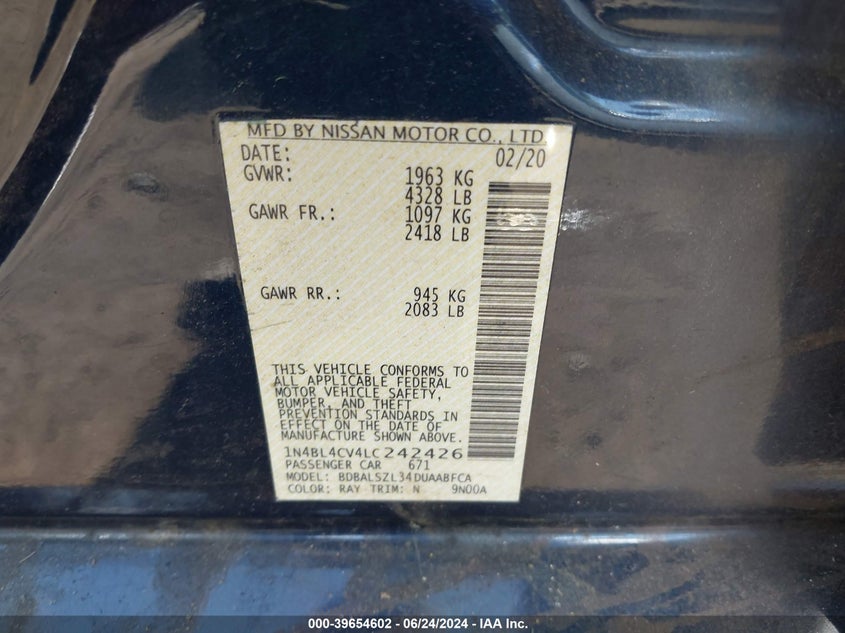 MFD BY NISSAN MOTOR CO., LTD.
DATE: 02/20
GVWR: 1963 KG
4328 LB
GAWR FR.: 1097 KG
2418 LB
GAWR RR.: 945 KG
2083 LB
THIS VEHICLE CONFORMS TO
ALL APPLICABLE FEDERAL
MOTOR VEHICLE SAFETY,
BUMPER, AND THEFT
PREVENTION STANDARDS IN
EFFECT ON THE DATE OF
MANUFACTURE SHOWN ABOVE.
1N4BL4CV4LC242426
PASSENGER CAR 671
MODEL: BDBALSZL34DUAABFCA
COLOR: RAY TRIM: N 9N00A
000-39654602 - 06/24/2024 - IAA Inc.